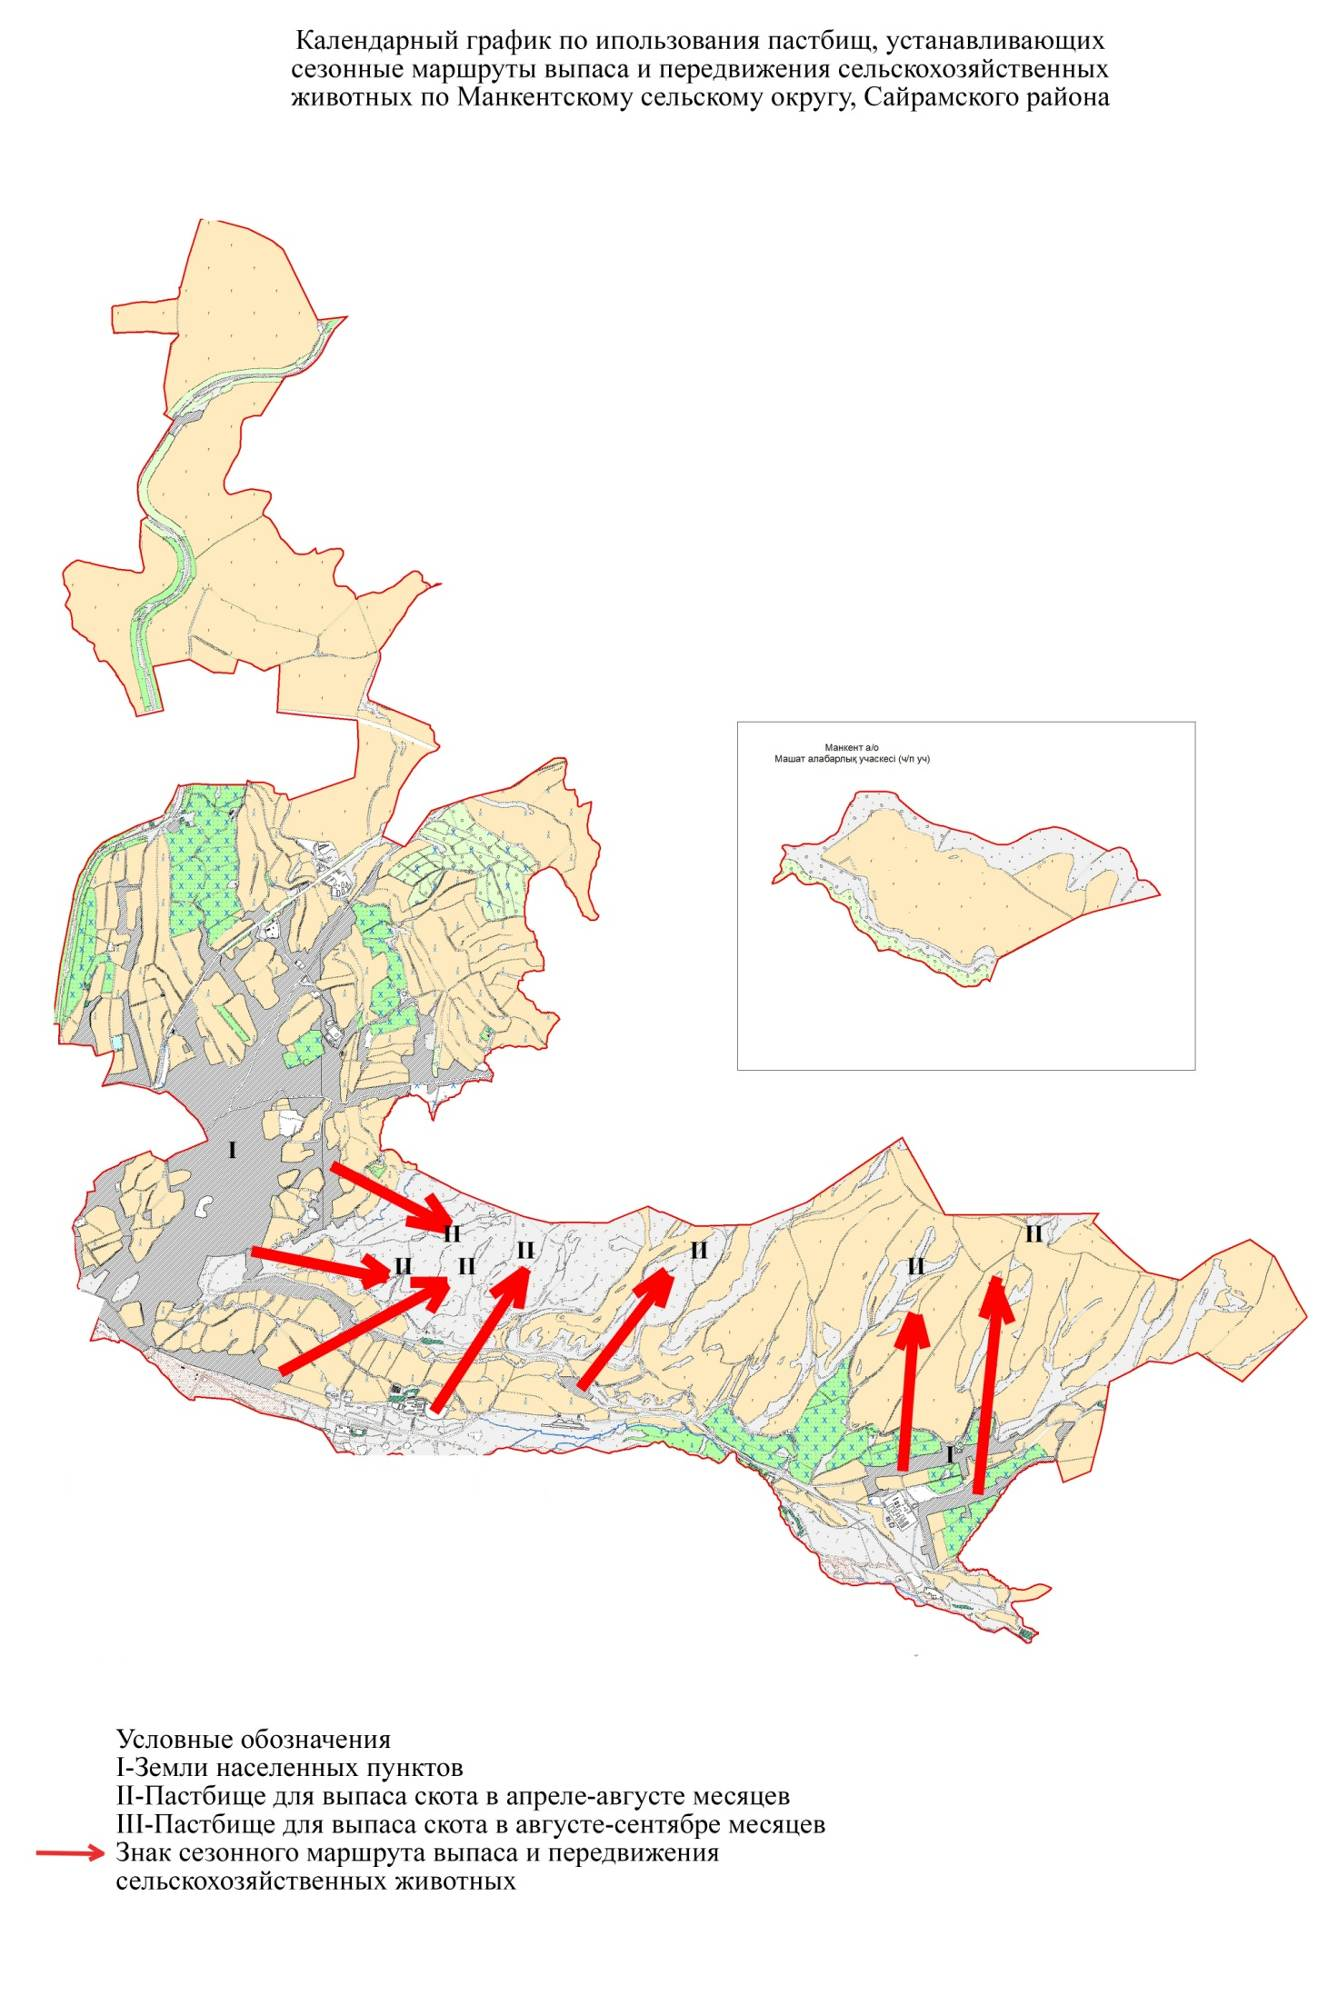 Календарный график по ипользования пастбищ, устанавливающих
сезонные маршруты выпаса и передвижения сельскохозяйственных
животных по Манкентскому сельскому округу, Сайрамского района
Манкент а/о
Машат алабарлық учаскесі (ч/п уч)
I
II
II
II
II
И
II
II
I
Условные обозначения
I-Земли населенных пунктов
II-Пастбище для выпаса скота в апреле-августе месяцев
III-Пастбище для выпаса скота в августе-сентябре месяцев
Знак сезонного маршрута выпаса и передвижения
сельскохозяйственных животных